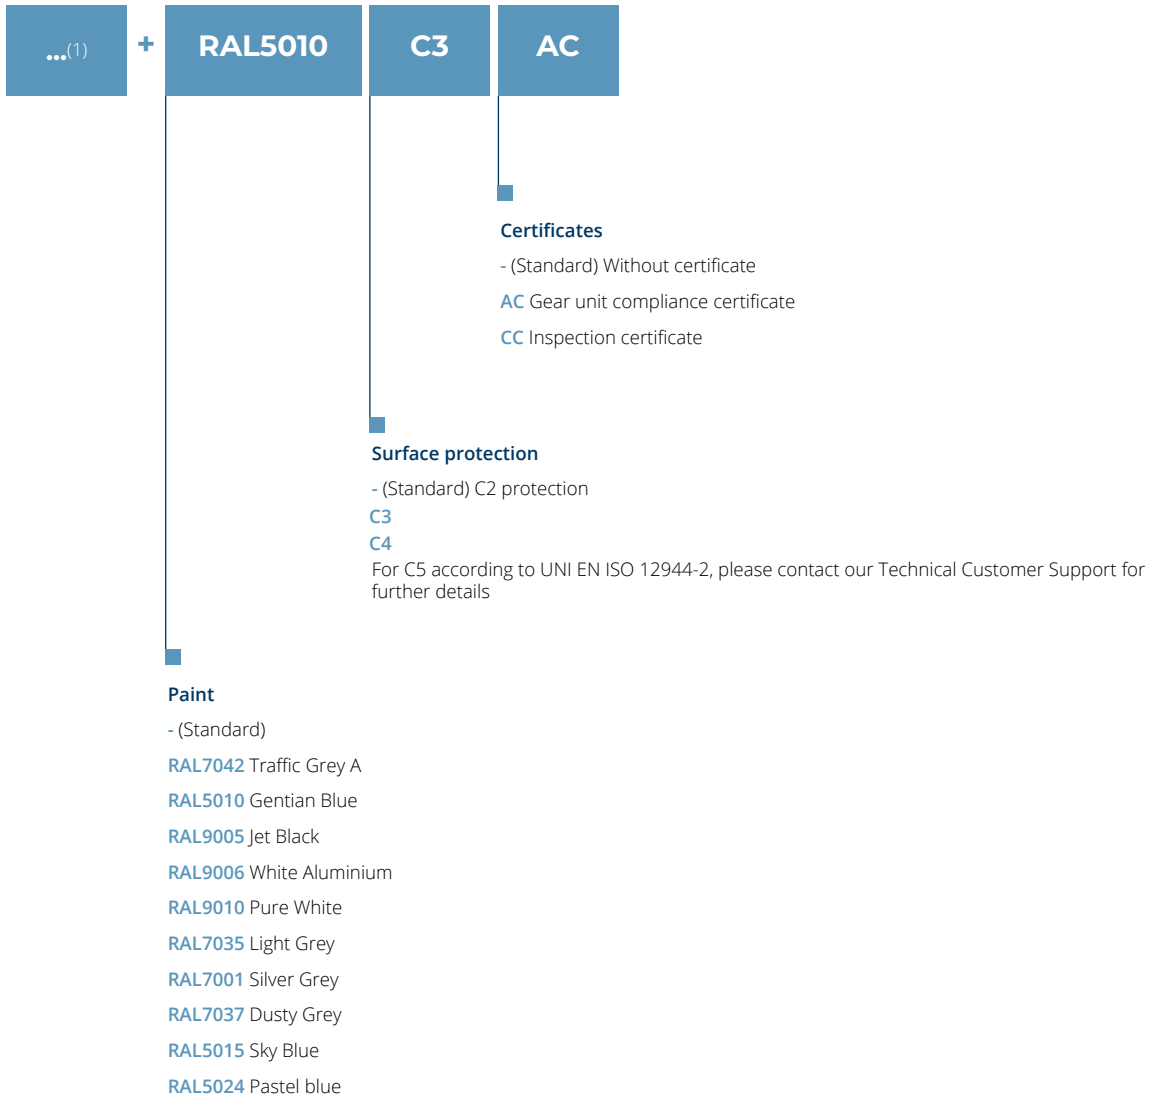 ...(1) + RAL5010 C3 AC
Certificates
- (Standard) Without certificate
AC Gear unit compliance certificate
CC Inspection certificate
Surface protection
- (Standard) C2 protection
C3
C4
For C5 according to UNI EN ISO 12944-2, please contact our Technical Customer Support for
further details
Paint
- (Standard)
RAL7042 Traffic Grey A
RAL5010 Gentian Blue
RAL9005 Jet Black
RAL9006 White Aluminium
RAL9010 Pure White
RAL7035 Light Grey
RAL7001 Silver Grey
RAL7037 Dusty Grey
RAL5015 Sky Blue
RAL5024 Pastel blue